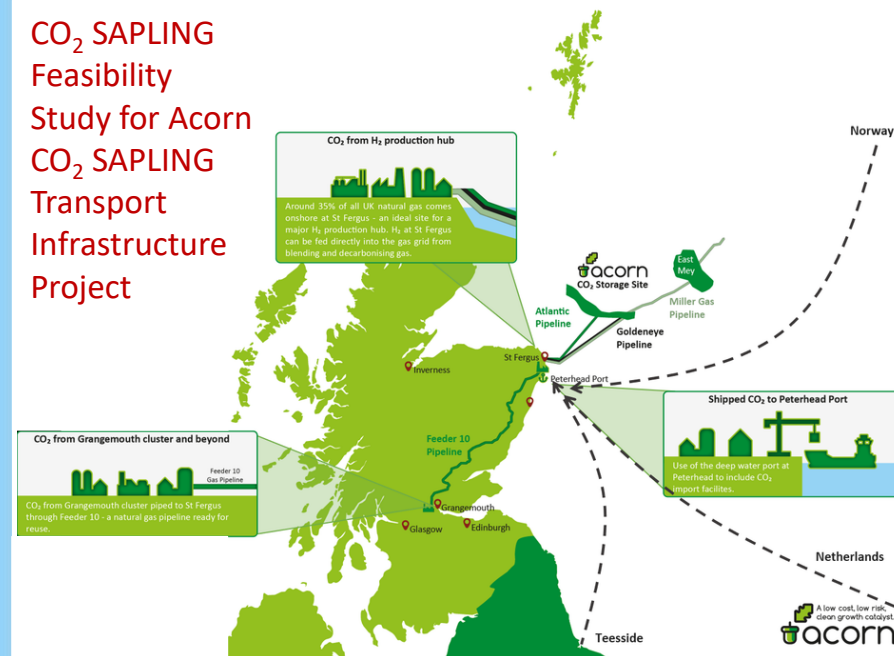 CO₂ SAPLING
Feasibility
Study for Acorn
CO₂ SAPLING
Transport
Infrastructure
Project
CO₂ from H₂ production hub
Around 35% of all UK natural gas comes
onshore at St Fergus - an ideal site for a
major H₂ production hub. H₂ at St Fergus
can be fed directly into the gas grid from
blending and decarbonising gas.
Norway
acorn
CO₂ Storage Site
East
Mey
Miller Gas
Pipeline
Atlantic
Pipeline
Goldeneye
Pipeline
St Fergus
Inverness
Peterhead Port
Shipped CO₂ to Peterhead Port
Use of the deep water port at
Peterhead to include CO₂
import facilites.
CO₂ from Grangemouth cluster and beyond
Feeder 10
Gas Pipeline
CO₂ from Grangemouth cluster piped to St Fergus
through Feeder 10 - a natural gas pipeline ready for
reuse.
Feeder 10
Pipeline
Grangemouth
Glasgow
Edinburgh
Netherlands
Teesside
A low cost, low risk,
clean growth catalyst.
acorn